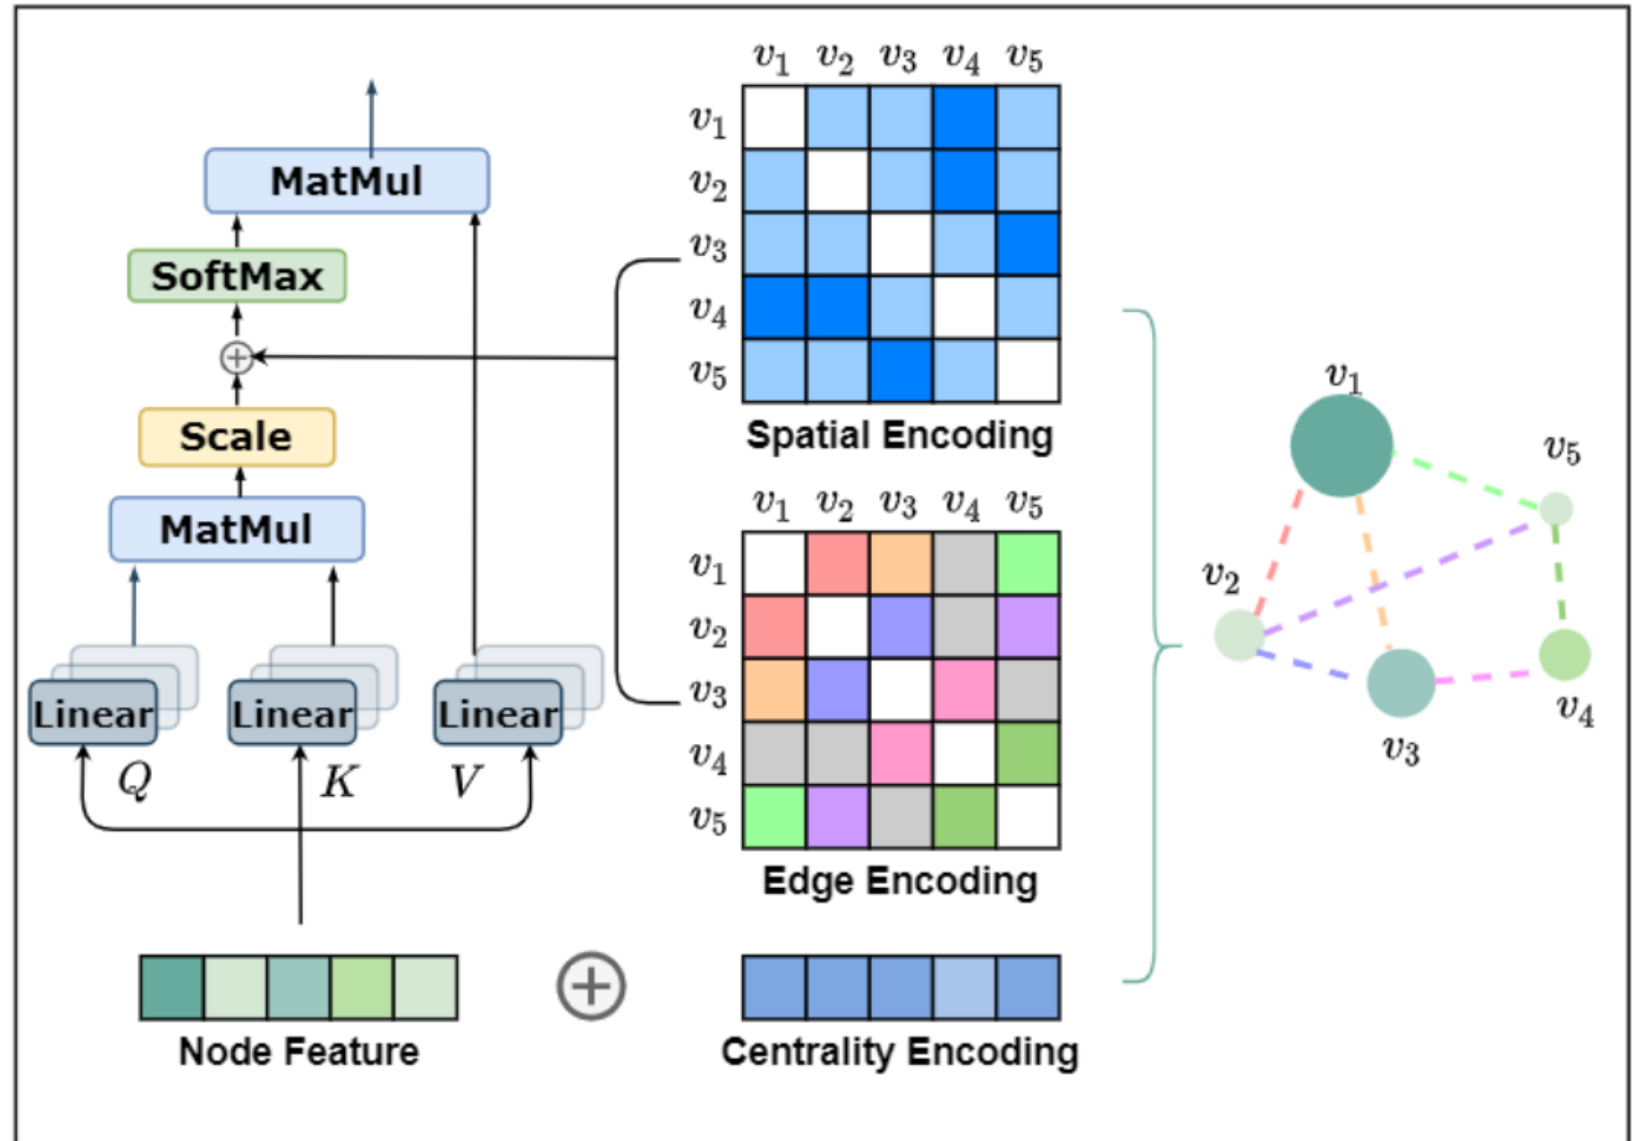 MatMul
SoftMax
+
Scale
MatMul
Linear
Linear
Linear
Q
K
V
Node Feature
v₁ v₂ v₃ v₄ v₅
v₁
v₂
v₃
v₄
v₅
Spatial Encoding
v₁ v₂ v₃ v₄ v₅
v₁
v₂
v₃
v₄
v₅
Edge Encoding
+
Centrality Encoding
v₁
v₅
v₂
v₄
v₃